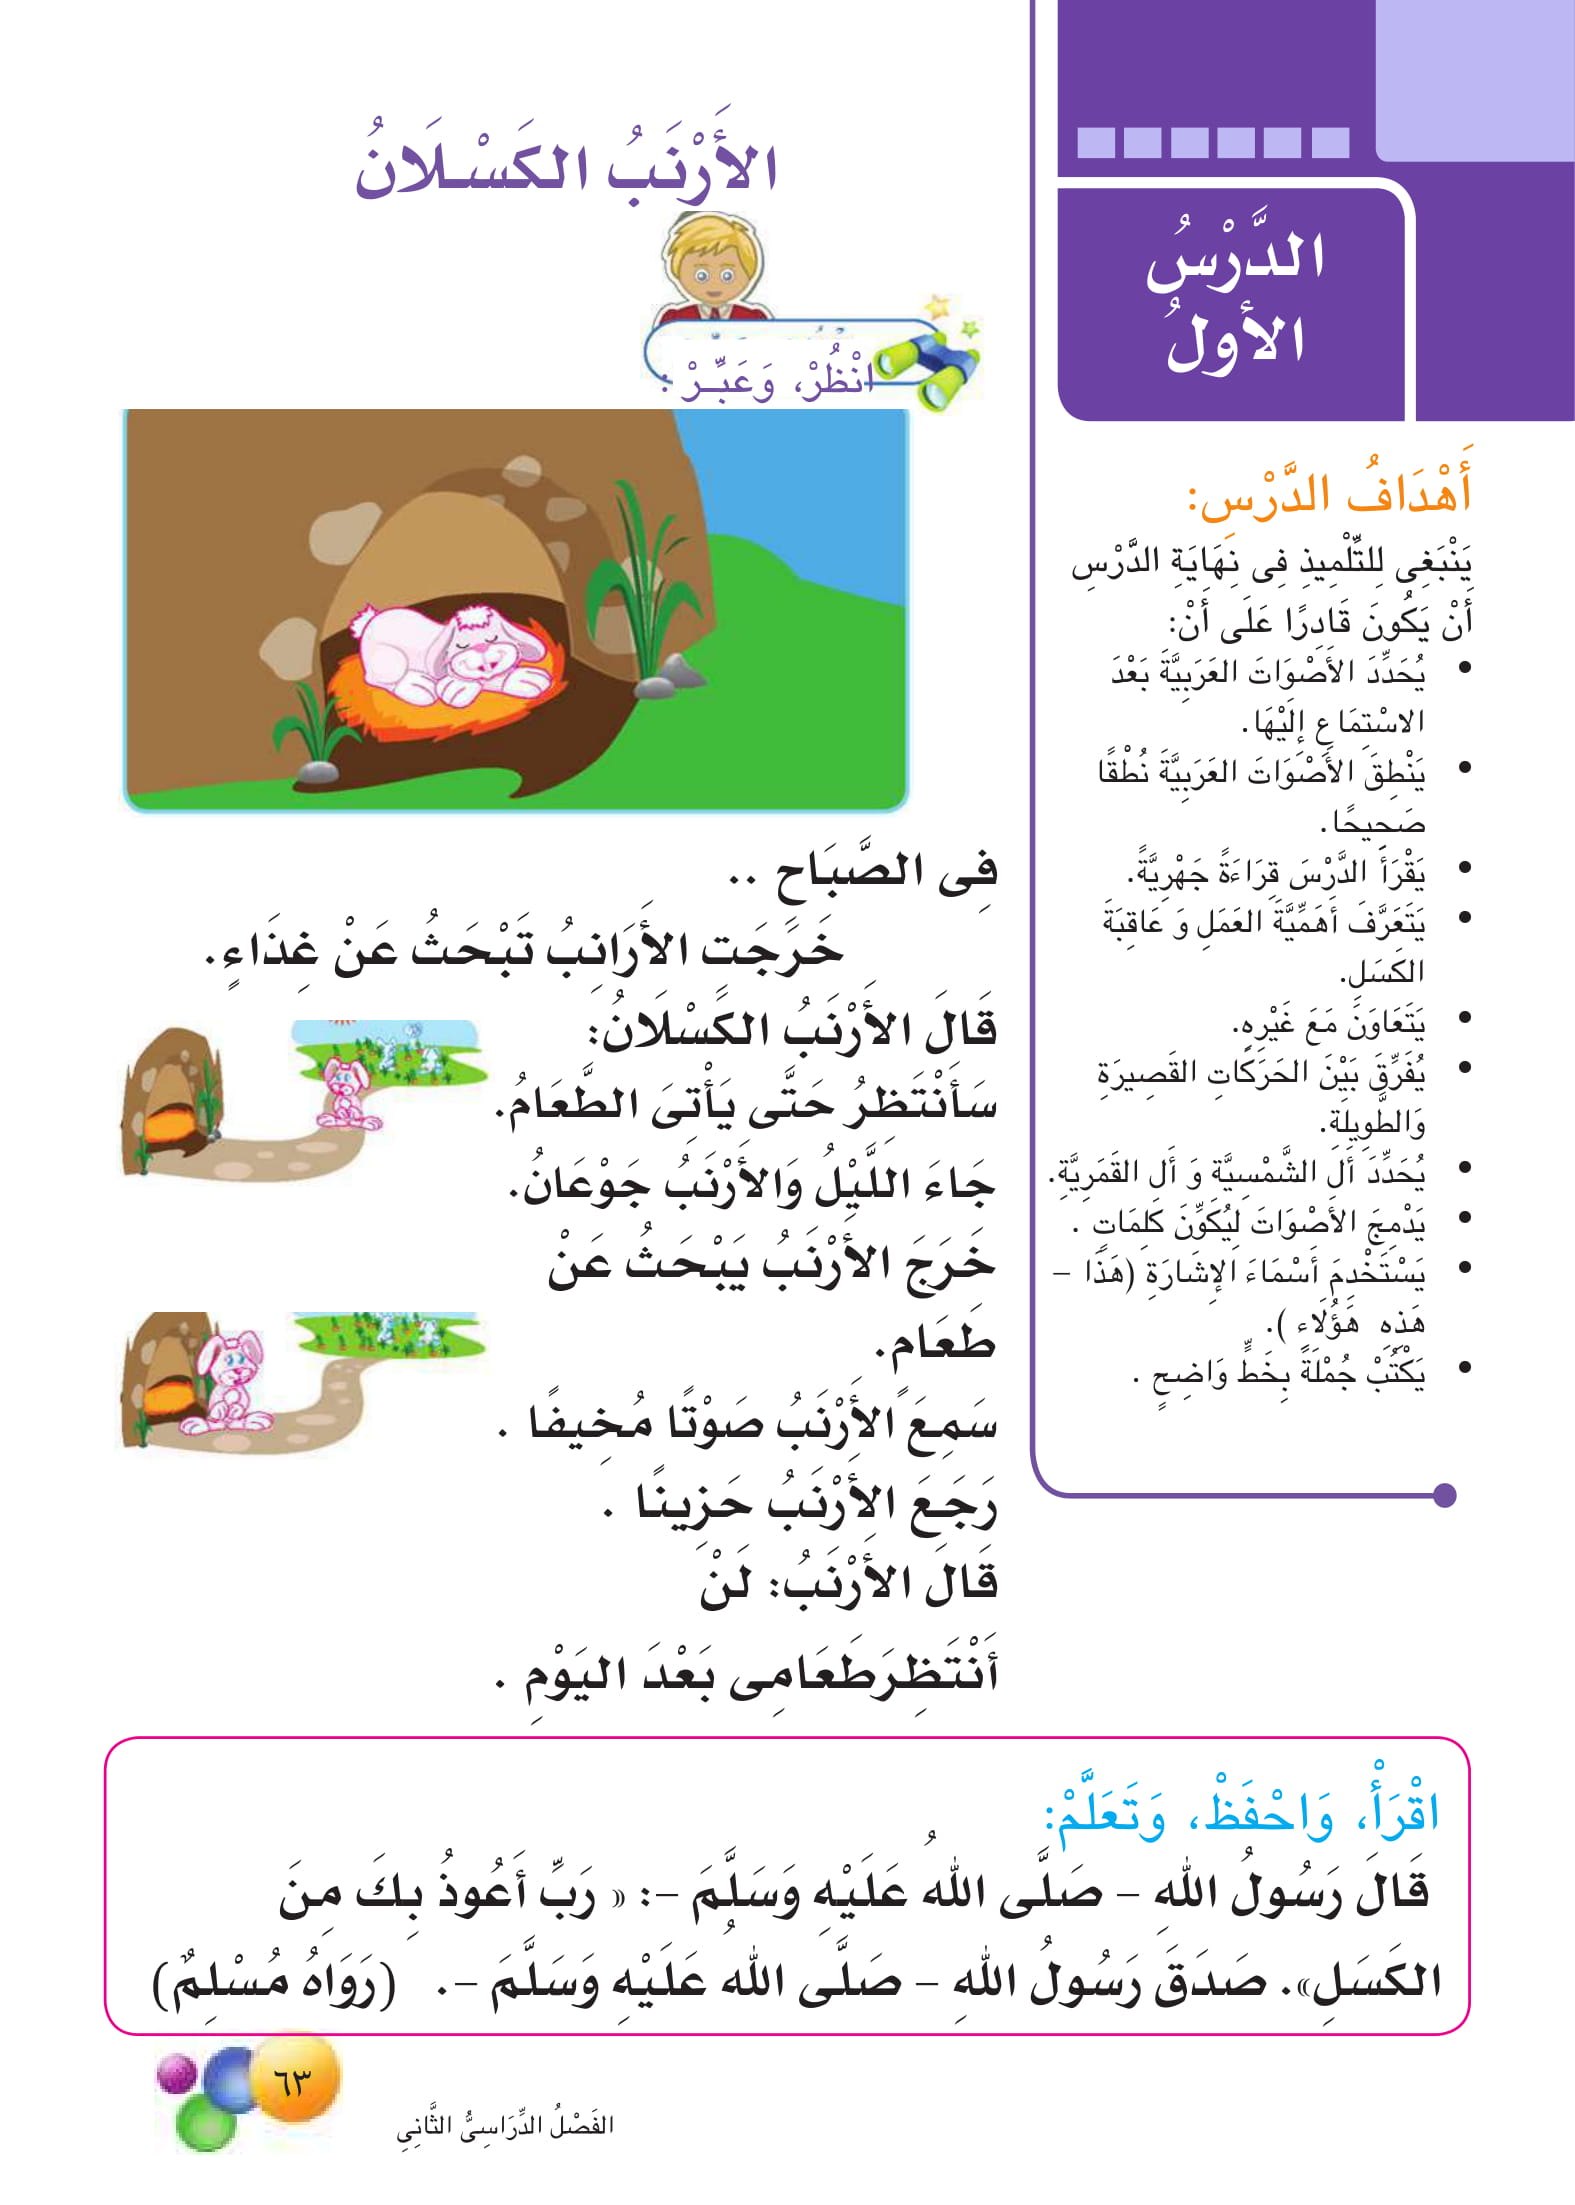 الدَّرْسُ
الأولُ
الأَرْنَبُ الكَسْلَانُ
انْظُرْ، وَعَبِّرْ :
أَهْدَافُ الدَّرْسِ:
يَنْبَغِى لِلتِّلْمِيذِ فِى نِهَايَةِ الدَّرْسِ
أَنْ يَكُونَ قَادِرًا عَلَى أَنْ:
• يُحَدِّدَ الأَصْوَاتَ العَرَبِيَّةَ بَعْدَ
الاسْتِمَاعِ إِلَيْهَا.
• يَنْطِقَ الأَصْوَاتَ العَرَبِيَّةَ نُطْقًا
صَحِيحًا.
• يَقْرَأَ الدَّرْسَ قِرَاءَةً جَهْرِيَّةً.
• يَتَعَرَّفَ أَهَمِّيَّةَ العَمَلِ وَ عَاقِبَةَ
الكَسَلِ.
• يَتَعَاوَنَ مَعَ غَيْرِهِ.
• يُفَرِّقَ بَيْنَ الحَرَكَاتِ القَصِيرَةِ
وَالطَّوِيلَةِ.
• يُحَدِّدَ أَلِ الشَّمْسِيَّة وَ أَل القَمَرِيَّةِ.
• يَدْمِجَ الأَصْوَاتَ لِيُكَوِّنَ كَلِمَاتٍ .
• يَسْتَخْدِمَ أَسْمَاءَ الإِشَارَةِ (هَذَا –
هَذِهِ هَؤُلَاءِ ).
• يَكْتُبْ جُمْلَةً بِخَطٍّ وَاضِحٍ .
فِى الصَّبَاحِ ..
خَرَجَتِ الأَرَانِبُ تَبْحَثُ عَنْ غِذَاءٍ.
قَالَ الأَرْنَبُ الكَسْلَانُ:
سَأَنْتَظِرُ حَتَّى يَأْتِىَ الطَّعَامُ.
جَاءَ اللَّيْلُ وَالأَرْنَبُ جَوْعَانُ.
خَرَجَ الأَرْنَبُ يَبْحَثُ عَنْ
طَعَامٍ.
سَمِعَ الأَرْنَبُ صَوْتًا مُخِيفًا .
رَجَعَ الأَرْنَبُ حَزِينًا .
قَالَ الأَرْنَبُ: لَنْ
أَنْتَظِرَ طَعَامِى بَعْدَ اليَوْمِ .
اقْرَأْ، وَاحْفَظْ، وَتَعَلَّمْ:
قَالَ رَسُولُ اللهِ – صَلَّى اللهُ عَلَيْهِ وَسَلَّمَ –: « رَبِّ أَعُوذُ بِكَ مِنَ
الكَسَلِ». صَدَقَ رَسُولُ اللهِ – صَلَّى اللهُ عَلَيْهِ وَسَلَّمَ –. (رَوَاهُ مُسْلِمٌ)
٦٣
الفَصْلُ الدِّرَاسِىُّ الثَّانِي